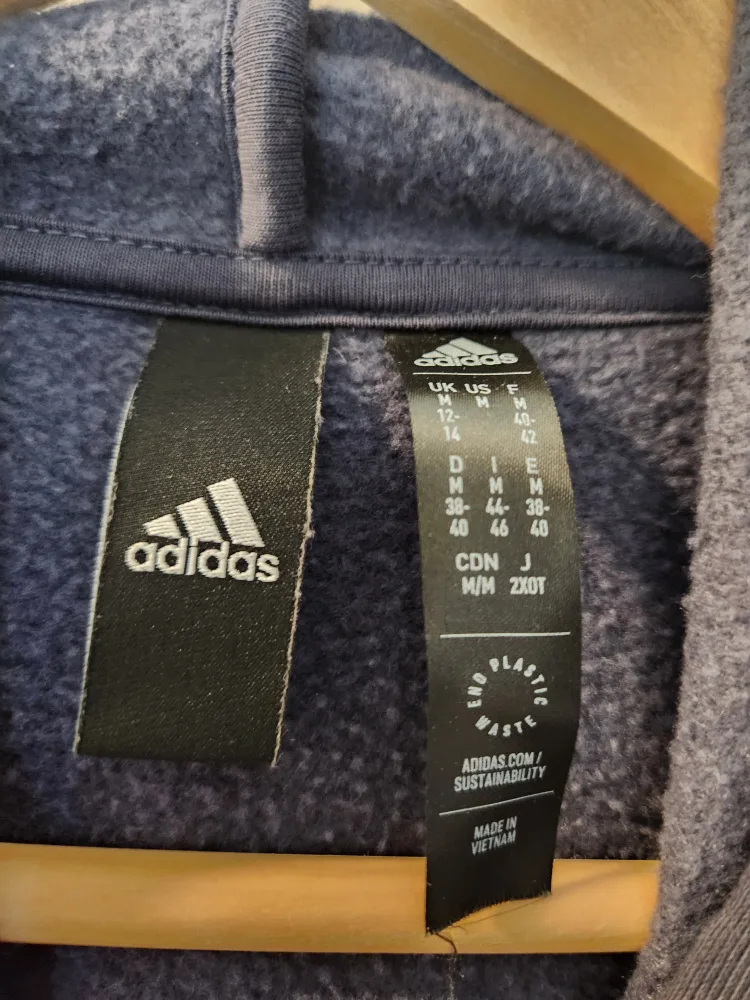 adidas
adidas
UK US F
M M M
12- 40-
14 42
D I E
M M M
38- 44- 38-
40 46 40
CDN J
M/M 2XOT
END PLASTIC WASTE
ADIDAS.COM/
SUSTAINABILITY
MADE IN
VIETNAM